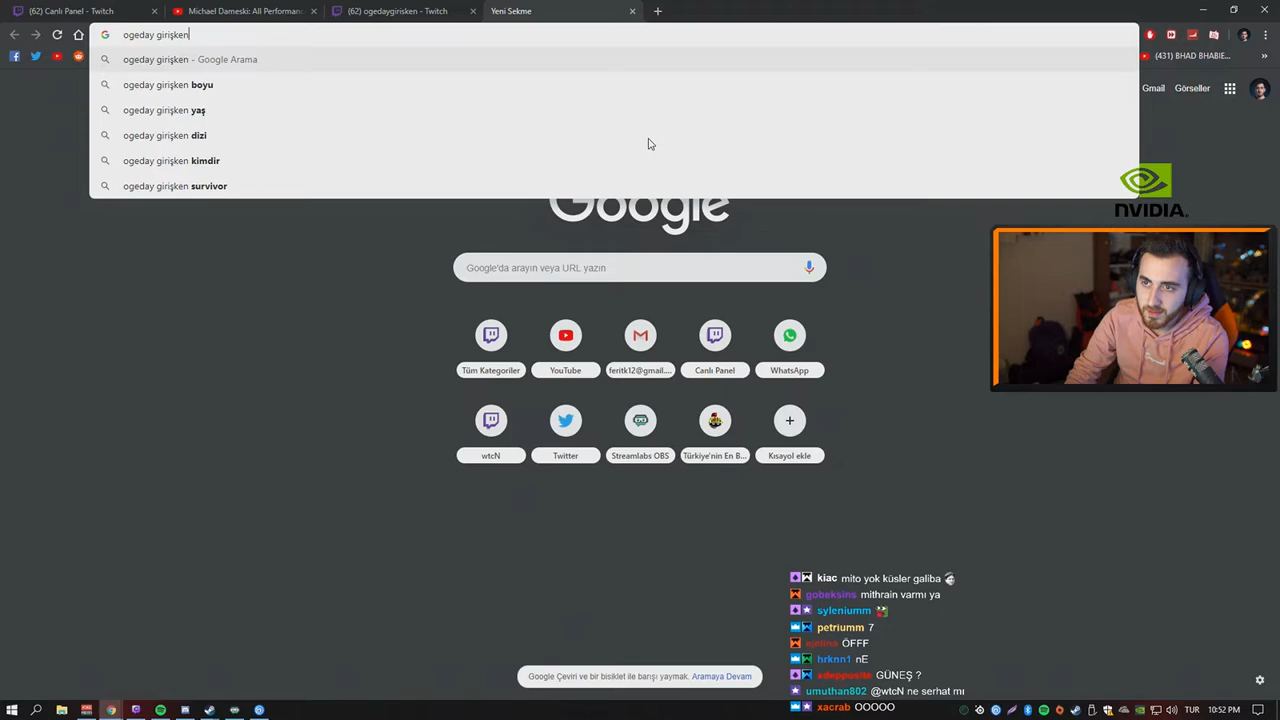 (62) Canlı Panel - Twitch
Michael Dameski: All Performanc
(62) ogedaygirisken - Twitch
Yeni Sekme
ogeday girişken
(431) BHAD BHABIE...
ogeday girişken - Google Arama
ogeday girişken boyu
ogeday girişken yaş
ogeday girişken dizi
ogeday girişken kimdir
ogeday girişken survivor
Gmail
Görseller
NVIDIA.
Google
Google'da arayın veya URL yazın
Tüm Kategoriler
YouTube
feritk12@gmail....
Canlı Panel
WhatsApp
wtcN
Twitter
Streamlabs OBS
Türkiye'nin En B...
Kısayol ekle
kiac mito yok küsler galiba
gobeksins mithrain varmı ya
syleniumm
petriumm 7
ejelina ÖFFF
hrknn1 nE
xdepposite GÜNEŞ ?
umuthan802 @wtcN ne serhat mı
xacrab OOOOO
Google Çeviri ve bir bisiklet ile barışı yaymak. Aramaya Devam
TUR
10:52 PM